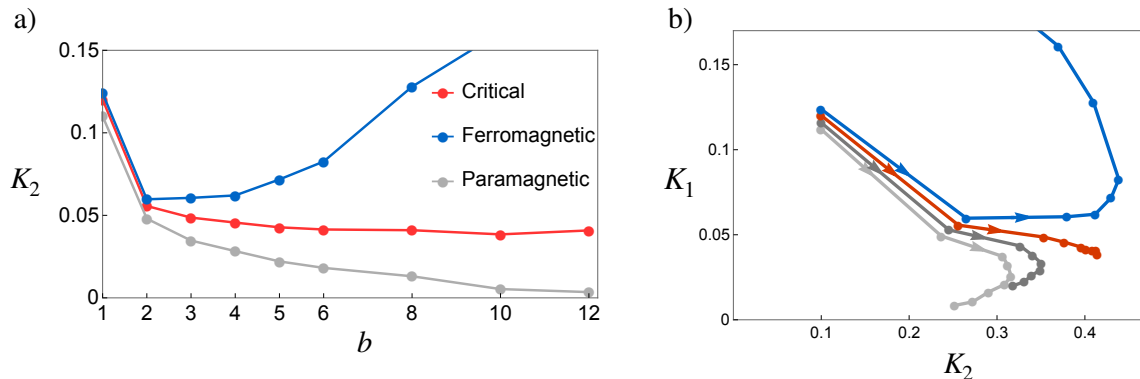 a)
0.15
0.1
0.05
0
K2
1 2 3 4 5 6 8 10 12
b
Critical
Ferromagnetic
Paramagnetic
b)
0.15
0.1
0.05
0
K1
0.1 0.2 0.3 0.4
K2